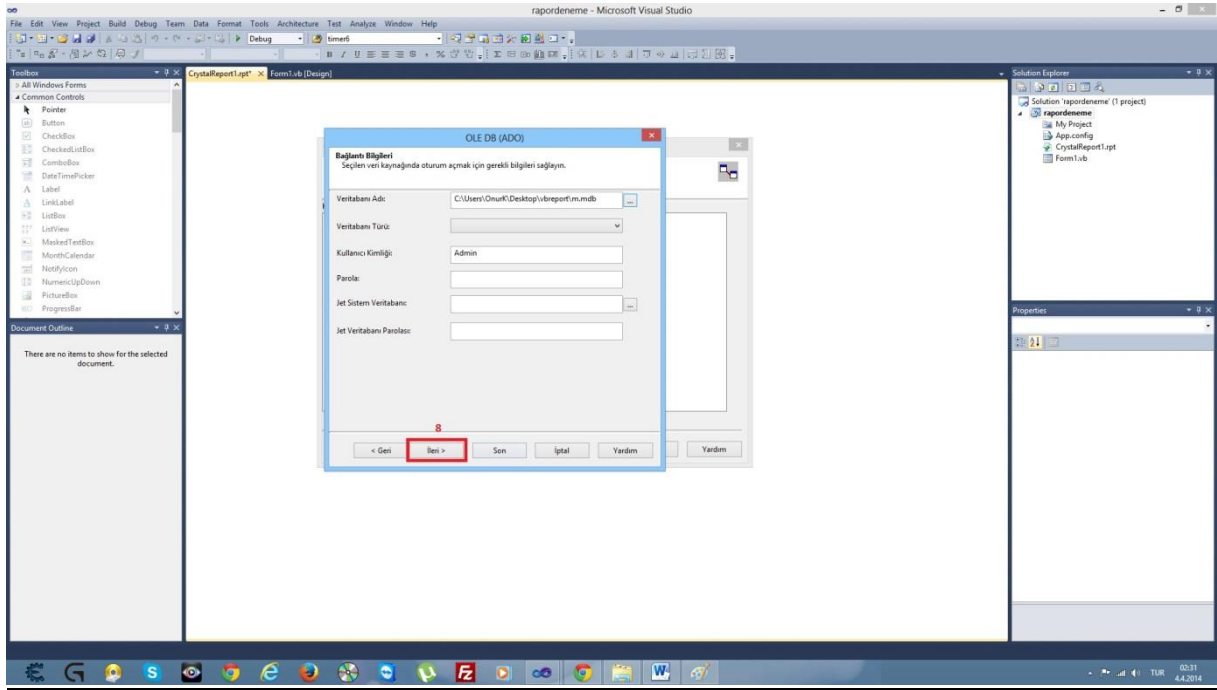 rapordeneme - Microsoft Visual Studio
File Edit View Project Build Debug Team Data Format Tools Architecture Test Analyze Window Help
Debug timer6
Toolbox
CrystalReport1.rpt* Form1.vb [Design]
Solution Explorer
All Windows Forms
Common Controls
Pointer
Button
CheckBox
CheckedListBox
ComboBox
DateTimePicker
Label
LinkLabel
ListBox
ListView
MaskedTextBox
MonthCalendar
NotifyIcon
NumericUpDown
PictureBox
ProgressBar
Document Outline
There are no items to show for the selected
document.
OLE DB (ADO)
Bağlantı Bilgileri
Seçilen veri kaynağında oturum açmak için gerekli bilgileri sağlayın.
Veritabanı Adı: C:\Users\OnurK\Desktop\vbreport\m.mdb ...
Veritabanı Türü:
Kullanıcı Kimliği: Admin
Parola:
Jet Sistem Veritabanı: ...
Jet Veritabanı Parolası:
8
< Geri İleri > Son İptal Yardım
Yardım
Solution 'rapordeneme' (1 project)
rapordeneme
My Project
App.config
CrystalReport1.rpt
Form1.vb
Properties
TUR
02:31
4.4.2014